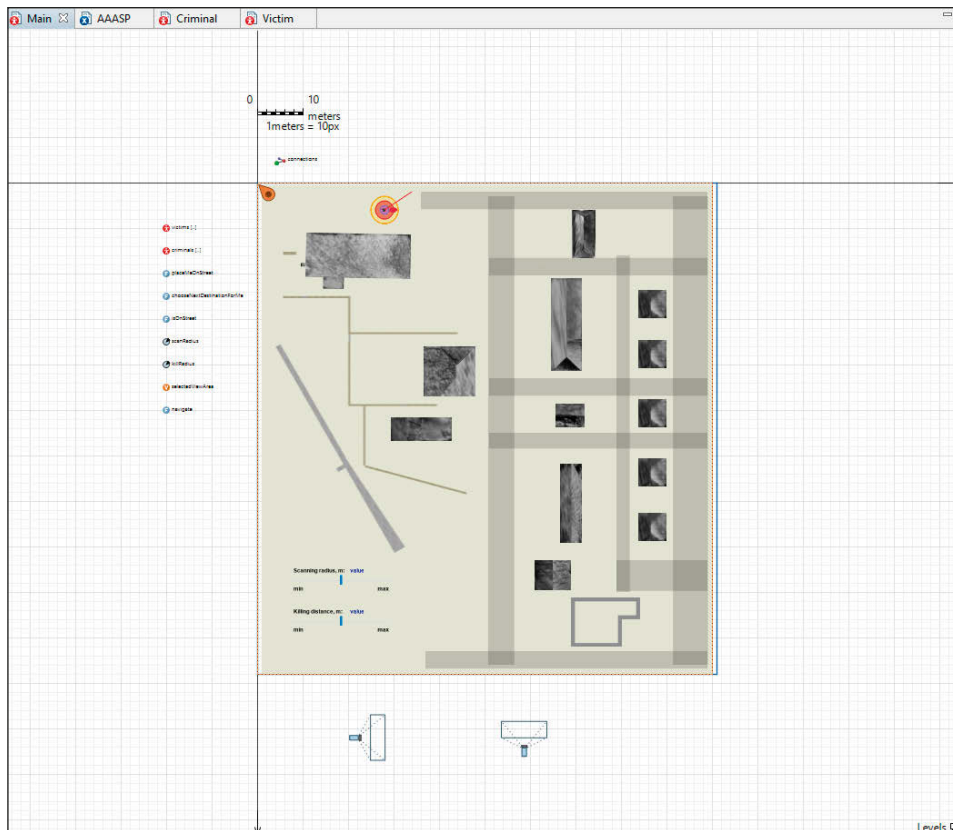 Main
AAASP
Criminal
Victim
0 10
meters
1meters = 10px
connections
victims [..]
criminals [..]
placeMeOnStreet
chooseNextDestinationForMe
isOnStreet
scanRadius
killRadius
selectedViewArea
navigate
Scanning radius, m: value
min max
Killing distance, m: value
min max
Levels